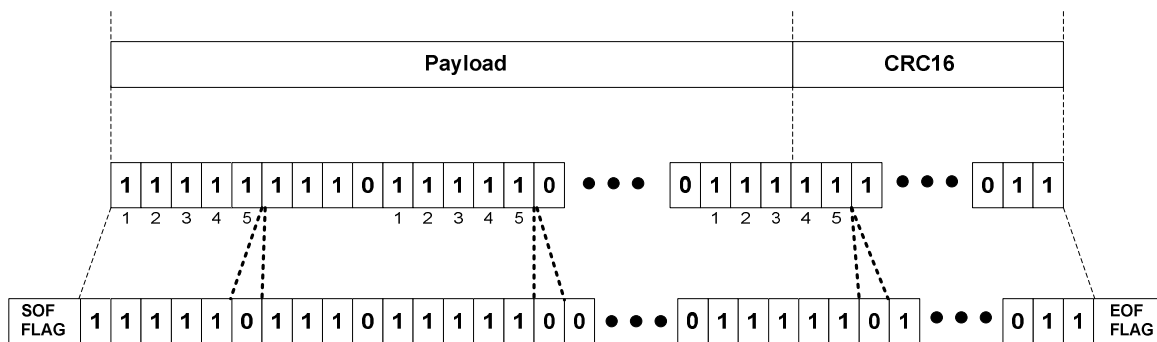 Payload CRC16
1 1 1 1 1 1 1 1 0 1 1 1 1 1 0 ● ● ● 0 1 1 1 1 1 1 ● ● ● 0 1 1
1 2 3 4 5 1 2 3 4 5 1 2 3 4 5
SOF
FLAG
1 1 1 1 1 0 1 1 1 0 1 1 1 1 1 0 0 ● ● ● 0 1 1 1 1 1 0 1 ● ● ● 0 1 1
EOF
FLAG